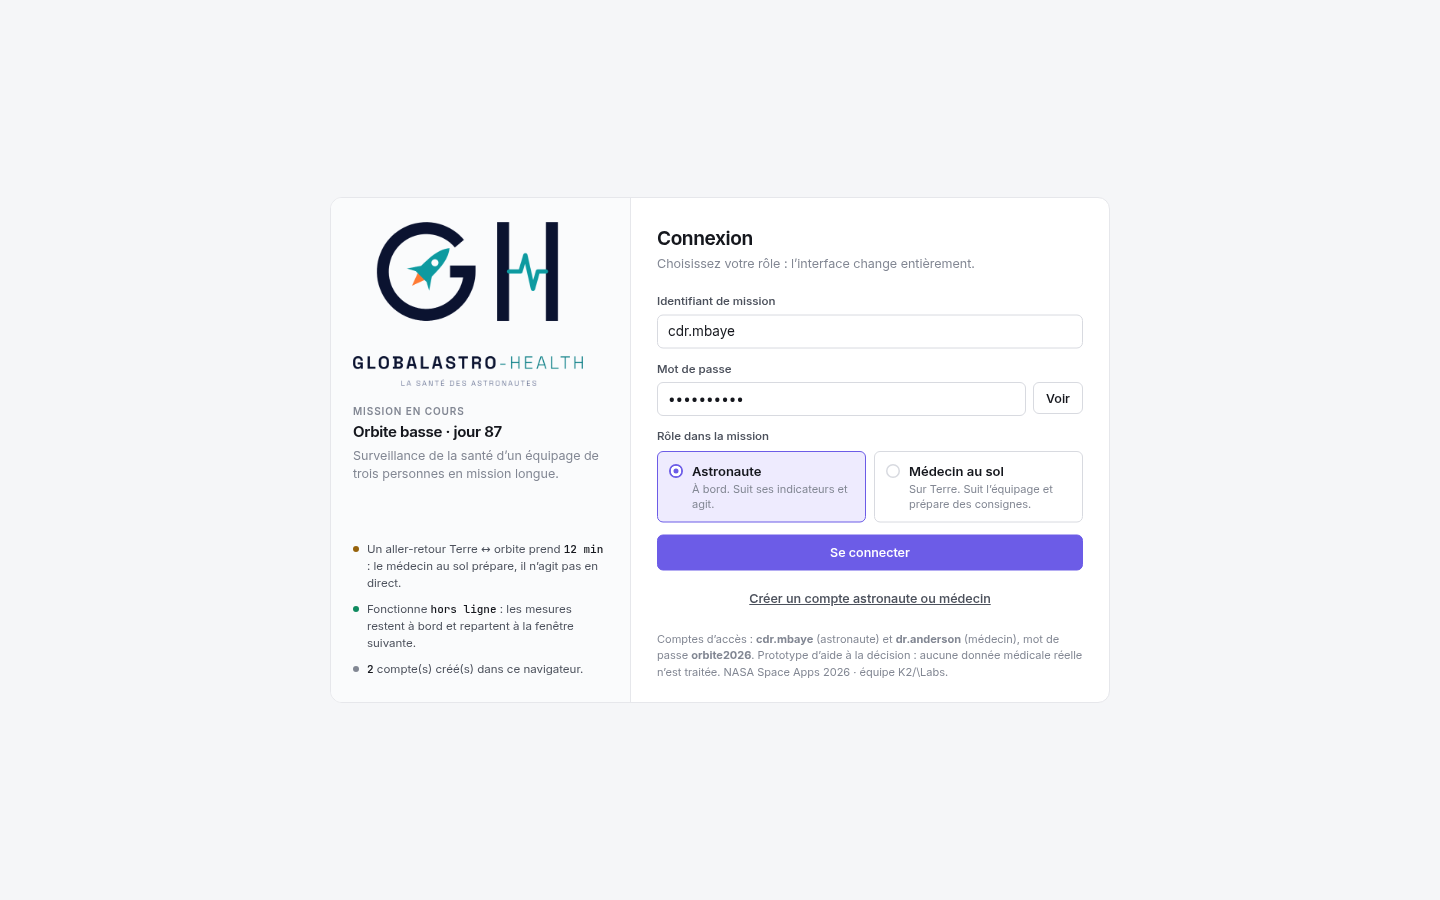 GH
GLOBALASTRO-HEALTH
LA SANTÉ DES ASTRONAUTES
MISSION EN COURS
Orbite basse · jour 87
Surveillance de la santé d’un équipage de
trois personnes en mission longue.
Un aller-retour Terre ↔ orbite prend 12 min
: le médecin au sol prépare, il n’agit pas en
direct.
Fonctionne hors ligne : les mesures
restent à bord et repartent à la fenêtre
suivante.
2 compte(s) créé(s) dans ce navigateur.
Connexion
Choisissez votre rôle : l’interface change entièrement.
Identifiant de mission
cdr.mbaye
Mot de passe
••••••••••
Voir
Rôle dans la mission
Astronaute
À bord. Suit ses indicateurs et
agit.
Médecin au sol
Sur Terre. Suit l’équipage et
prépare des consignes.
Se connecter
Créer un compte astronaute ou médecin
Comptes d’accès : cdr.mbaye (astronaute) et dr.anderson (médecin), mot de
passe orbite2026. Prototype d’aide à la décision : aucune donnée médicale réelle
n’est traitée. NASA Space Apps 2026 · équipe K2/\Labs.